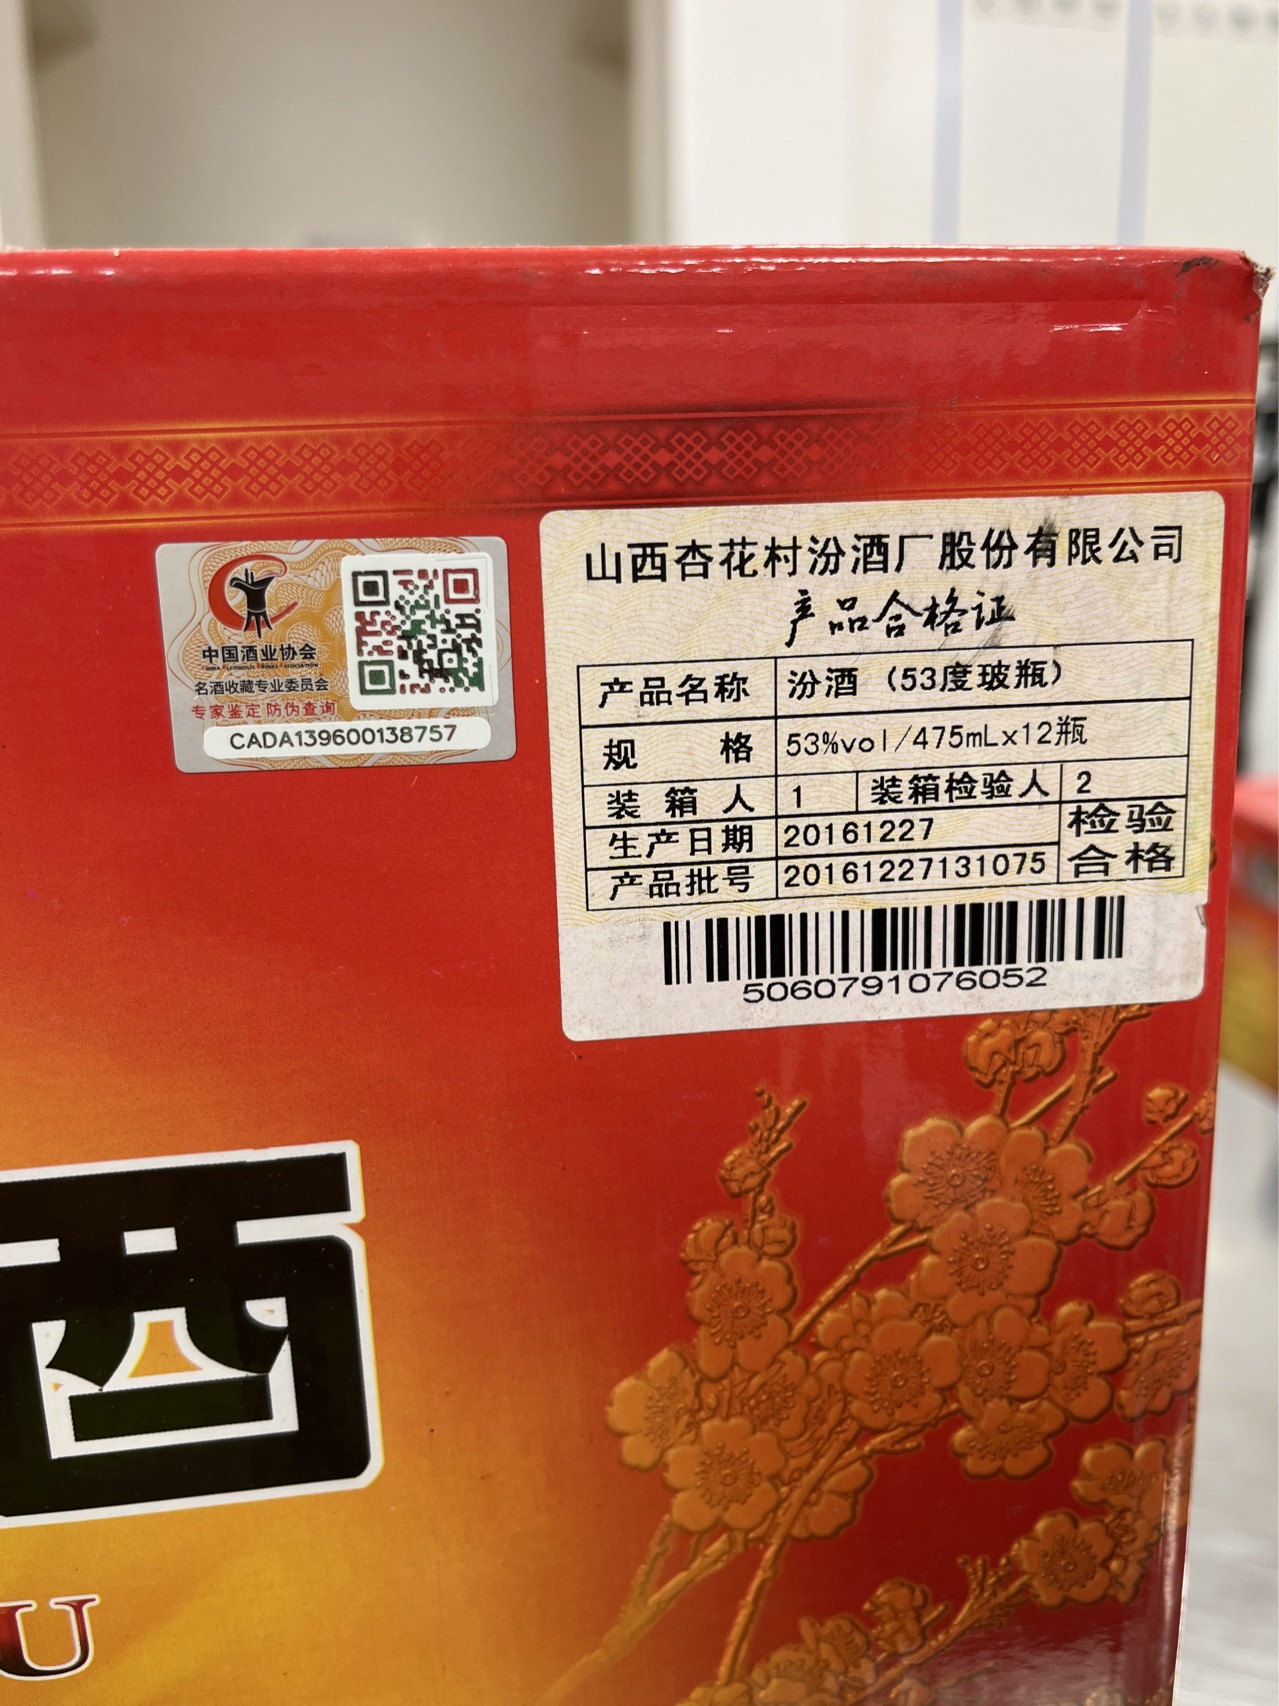 山西杏花村汾酒厂股份有限公司
产品合格证
产品名称 汾酒（53度玻瓶）
规格 53%vol/475mLx12瓶
装箱人 1 装箱检验人 2
生产日期 20161227 检验
产品批号 20161227131075 合格
5060791076052
中国酒业协会
CHINA ALCOHOLIC DRINKS ASSOCIATION
名酒收藏专业委员会
专家鉴定 防伪查询
CADA139600138757
U